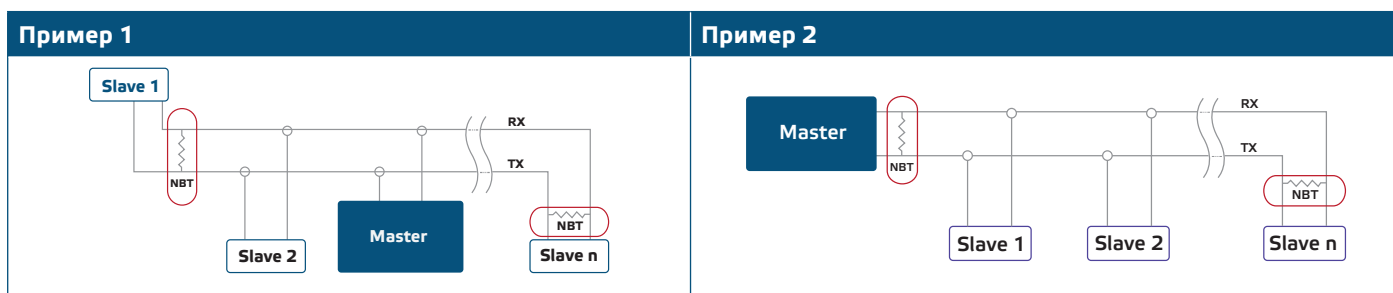 Пример 1
Slave 1
RX
TX
NBT
NBT
Master
Slave 2
Slave n
Пример 2
Master
RX
TX
NBT
NBT
Slave 1
Slave 2
Slave n